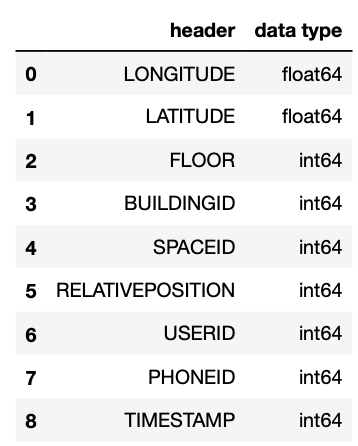 header data type
0 LONGITUDE float64
1 LATITUDE float64
2 FLOOR int64
3 BUILDINGID int64
4 SPACEID int64
5 RELATIVEPOSITION int64
6 USERID int64
7 PHONEID int64
8 TIMESTAMP int64